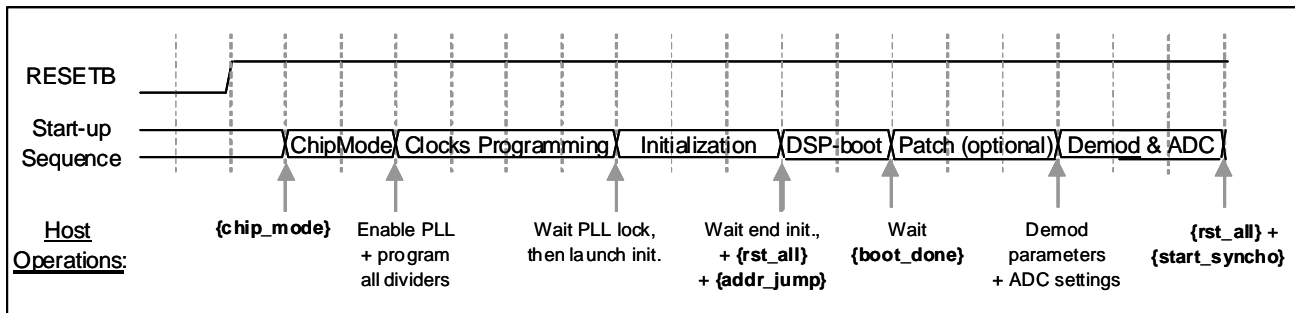 RESETB
Start-up
Sequence
ChipMode Clocks Programming Initialization DSP-boot Patch (optional) Demod & ADC
Host
Operations:
{chip_mode}
Enable PLL
+ program
all dividers
Wait PLL lock,
then launch init.
Wait end init.,
+ {rst_all}
+ {addr_jump}
Wait
{boot_done}
Demod
parameters
+ ADC settings
{rst_all} +
{start_syncho}